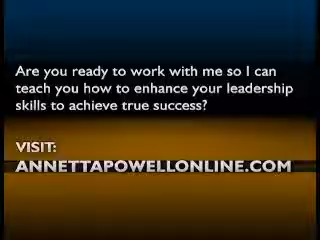 Are you ready to work with me so I can
teach you how to enhance your leadership
skills to achieve true success?
VISIT:
ANNETTAPOWELLONLINE.COM